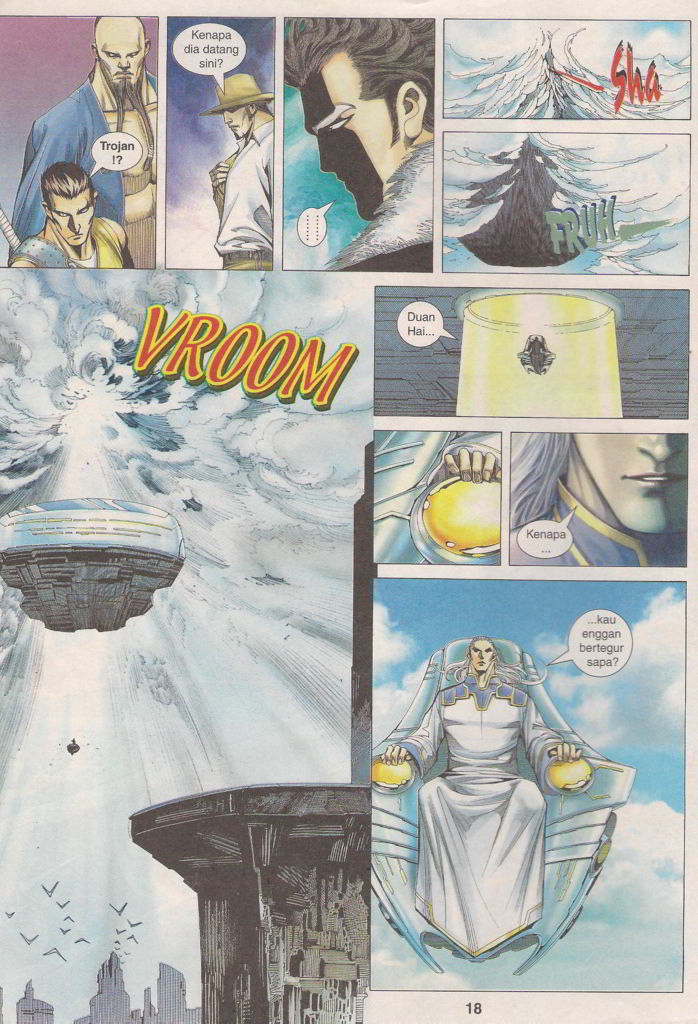 Trojan
!?
Kenapa
dia datang
sini?
.........
Sha
FRUH
VROOM
Duan
Hai...
Kenapa
...
...kau
enggan
bertegur
sapa?
18